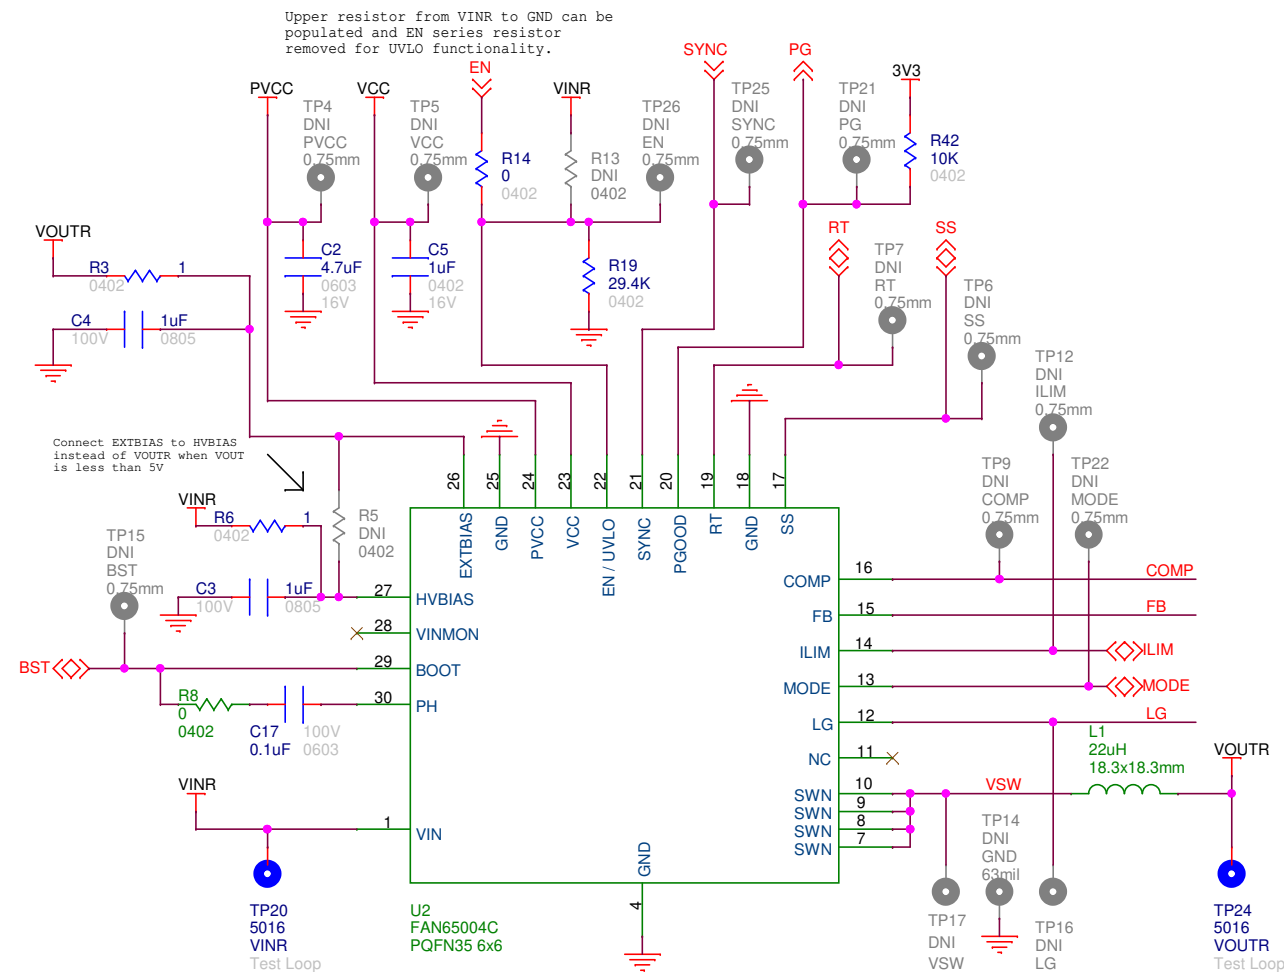 Upper resistor from VINR to GND can be
populated and EN series resistor
removed for UVLO functionality.
EN
SYNC
PG
3V3
PVCC
VCC
VINR
TP4
DNI
PVCC
0.75mm
TP5
DNI
VCC
0.75mm
R14
0
0402
R13
DNI
0402
TP26
DNI
EN
0.75mm
TP25
DNI
SYNC
0.75mm
TP21
DNI
PG
0.75mm
R42
10K
0402
VOUTR
R3
1
0402
C4
1uF
100V
0805
C2
4.7uF
0603
16V
C5
1uF
0402
16V
R19
29.4K
0402
RT
TP7
DNI
RT
0.75mm
SS
TP6
DNI
SS
0.75mm
TP12
DNI
ILIM
0.75mm
Connect EXTBIAS to HVBIAS
instead of VOUTR when VOUT
is less than 5V
TP9
DNI
COMP
0.75mm
TP22
DNI
MODE
0.75mm
VINR
R6
1
0402
R5
DNI
0402
C3
1uF
100V
0805
TP15
DNI
BST
0.75mm
BST
R8
0
0402
C17
0.1uF
100V
0603
VINR
TP20
5016
VINR
Test Loop
26
25
24
23
22
21
20
19
18
17
EXTBIAS
GND
PVCC
VCC
EN / UVLO
SYNC
PGOOD
RT
GND
SS
27
HVBIAS
28
VINMON
29
BOOT
30
PH
1
VIN
COMP
16
COMP
FB
15
FB
ILIM
14
ILIM
MODE
13
MODE
LG
12
LG
NC
11
SWN
10
VSW
SWN
9
SWN
8
SWN
7
L1
22uH
18.3x18.3mm
VOUTR
GND
4
U2
FAN65004C
PQFN35 6x6
TP14
DNI
GND
63mil
TP17
DNI
VSW
TP16
DNI
LG
TP24
5016
VOUTR
Test Loop